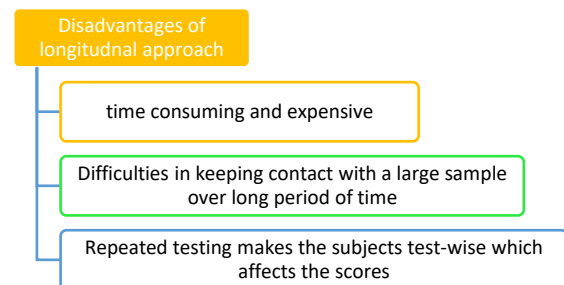 Disadvantages of
longitudnal approach
time consuming and expensive
Difficulties in keeping contact with a large sample
over long period of time
Repeated testing makes the subjects test-wise which
affects the scores